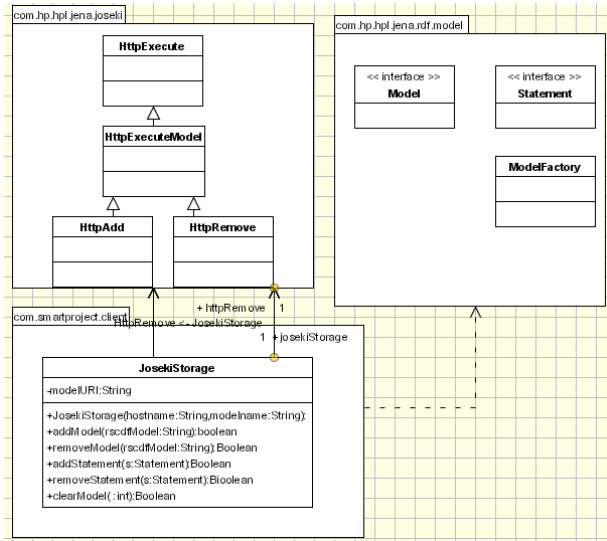 com.hp.hpl.jena.joseki
HttpExecute
HttpExecuteModel
HttpAdd
HttpRemove
com.hp.hpl.jena.rdf.model
<< interface >>
Model
<< interface >>
Statement
ModelFactory
+ httpRemove 1
HttpRemove <- JosekiStorage
1 + josekiStorage
com.smartproject.client
JosekiStorage
-modelURI:String
+JosekiStorage(hostname:String,modelname:String):
+addModel(rscdfModel:String):boolean
+removeModel(rscdfModel:String):Boolean
+addStatement(s:Statement):Boolean
+removeStatement(s:Statement):Bioolean
+clearModel( : int):Boolean